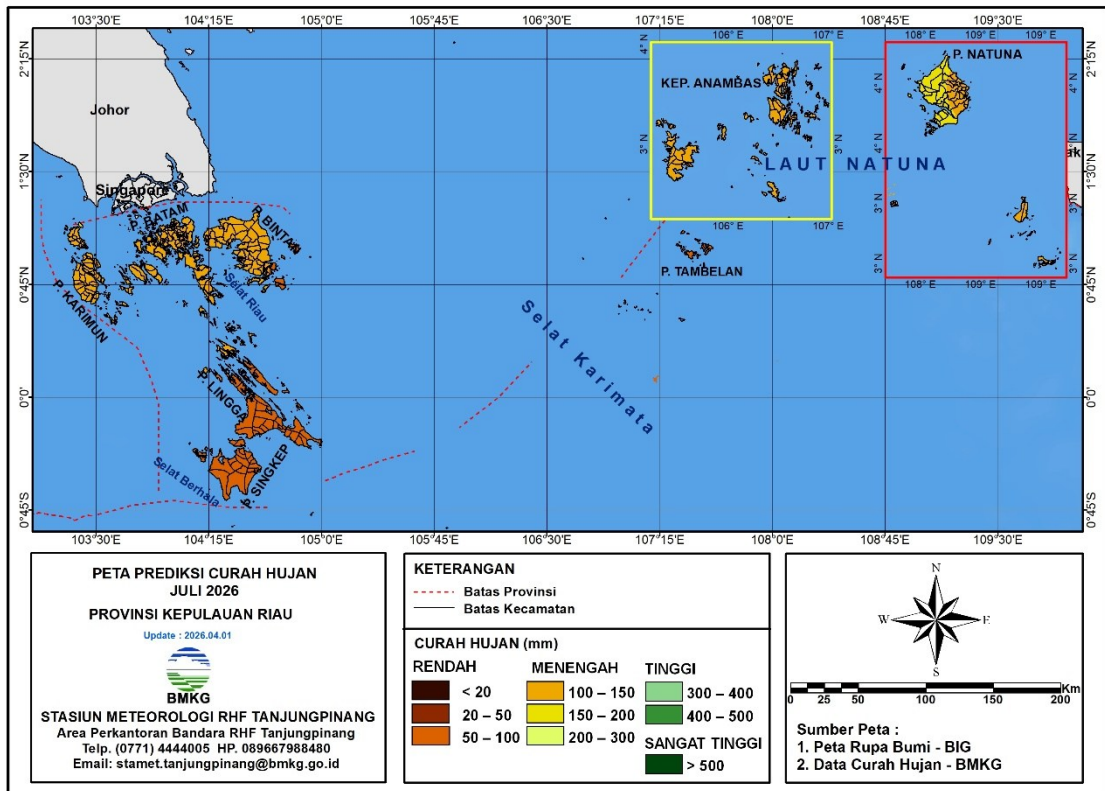 103°30'E 104°15'E 105°0'E 105°45'E 106°30'E 107°15'E 108°0'E 108°45'E 109°30'E
2°15'N
1°30'N
0°45'N
0°0'
0°45'S
2°15'N
1°30'N
0°45'N
0°0'
0°45'S
Johor
Singapore
P. BATAM
P. BINTAN
P. KARIMUN
Selat Riau
P. LINGGA
P. SINGKEP
Selat Berhala
106° E 107° E
4° N
3° N
3° N
KEP. ANAMBAS
106° E 107° E
LAUT NATUNA
P. TAMBELAN
Selat Karimata
108° E 109° E 109° E
P. NATUNA
4° N
4° N
3° N
3° N
4° N
4° N
3° N
3° N
108° E 109° E 109° E
ak
103°30'E 104°15'E 105°0'E 105°45'E 106°30'E 107°15'E 108°0'E 108°45'E 109°30'E
PETA PREDIKSI CURAH HUJAN
JULI 2026
PROVINSI KEPULAUAN RIAU
Update : 2026.04.01
BMKG
STASIUN METEOROLOGI RHF TANJUNGPINANG
Area Perkantoran Bandara RHF Tanjungpinang
Telp. (0771) 4444005 HP. 089667988480
Email: stamet.tanjungpinang@bmkg.go.id
KETERANGAN
Batas Provinsi
Batas Kecamatan
CURAH HUJAN (mm)
RENDAH MENENGAH TINGGI
< 20 100 – 150 300 – 400
20 – 50 150 – 200 400 – 500
50 – 100 200 – 300 SANGAT TINGGI
> 500
N
W E
S
0 25 50 100 150 200 Km
Sumber Peta :
1. Peta Rupa Bumi - BIG
2. Data Curah Hujan - BMKG